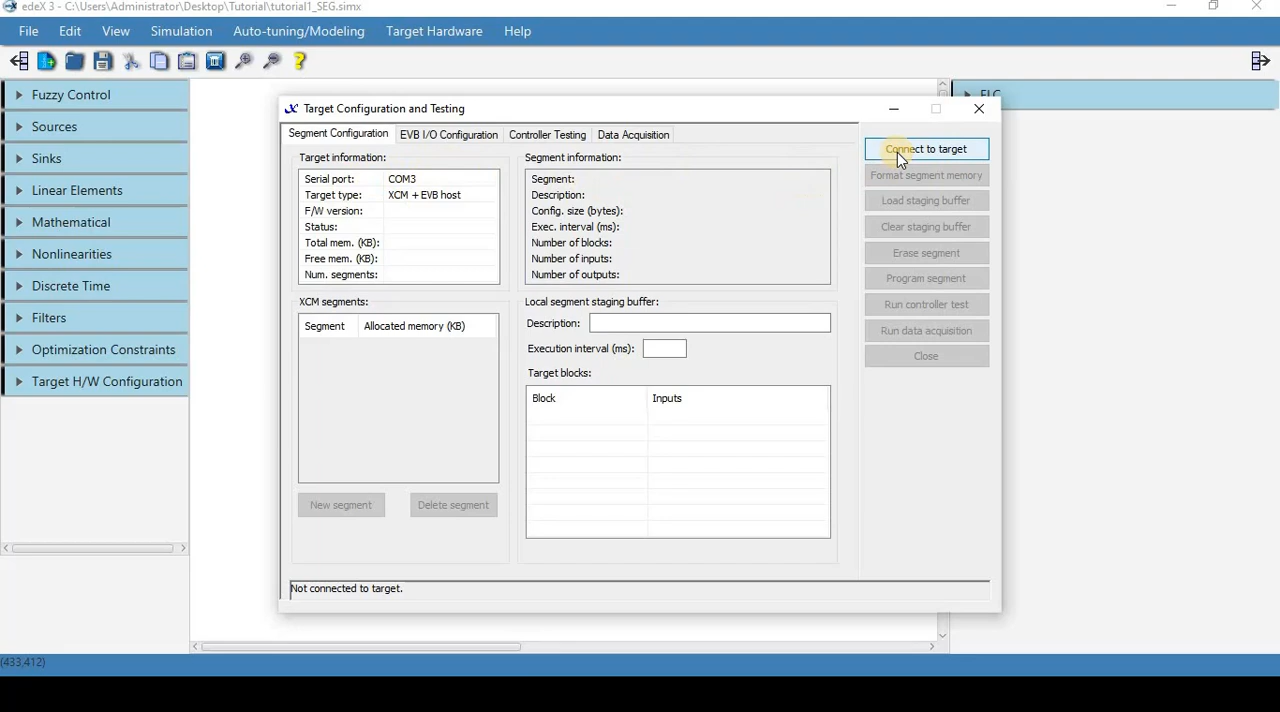 edeX 3 - C:\Users\Administrator\Desktop\Tutorial\tutorial1_SEG.simx
File Edit View Simulation Auto-tuning/Modeling Target Hardware Help
Fuzzy Control
Sources
Sinks
Linear Elements
Mathematical
Nonlinearities
Discrete Time
Filters
Optimization Constraints
Target H/W Configuration
FLC
Target Configuration and Testing
Segment Configuration EVB I/O Configuration Controller Testing Data Acquisition
Target information:
Serial port: COM3
Target type: XCM + EVB host
F/W version:
Status:
Total mem. (KB):
Free mem. (KB):
Num. segments:
XCM segments:
Segment Allocated memory (KB)
New segment Delete segment
Segment information:
Segment:
Description:
Config. size (bytes):
Exec. interval (ms):
Number of blocks:
Number of inputs:
Number of outputs:
Local segment staging buffer:
Description:
Execution interval (ms):
Target blocks:
Block Inputs
Connect to target
Format segment memory
Load staging buffer
Clear staging buffer
Erase segment
Program segment
Run controller test
Run data acquisition
Close
Not connected to target.
(433,412)